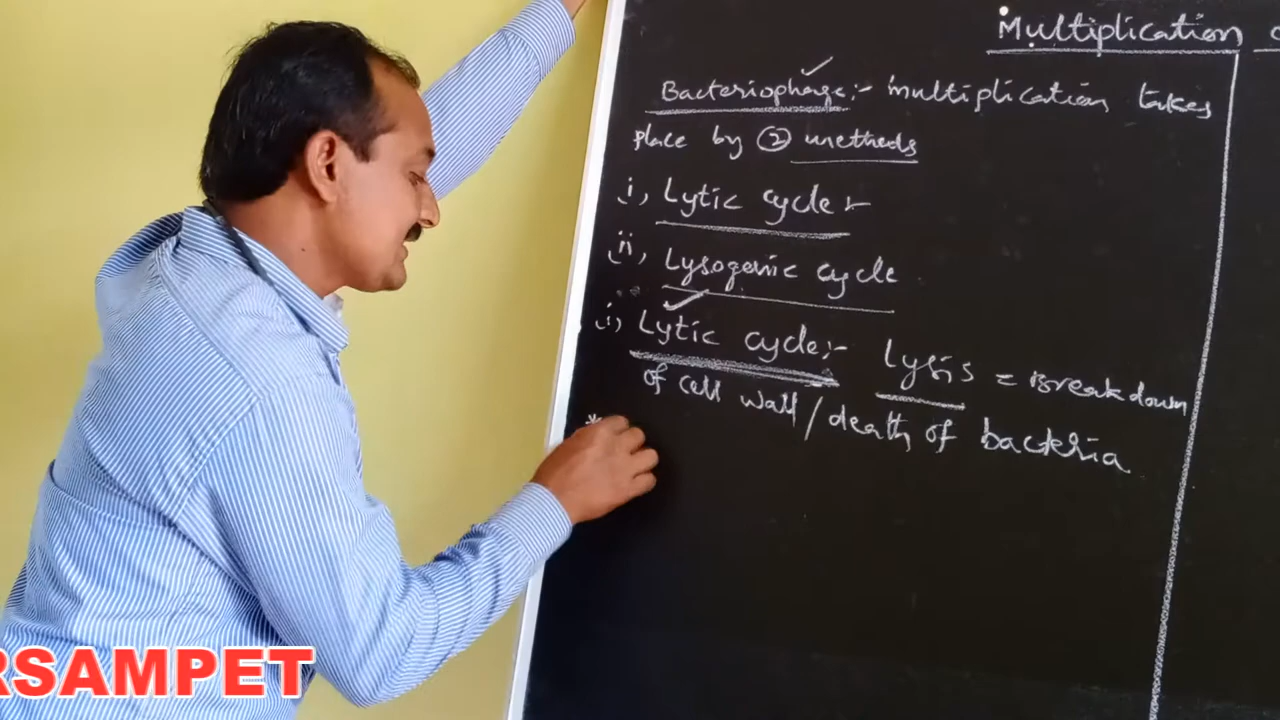 Multiplication
Bacteriophage:- multiplication takes
place by ② methods
i, Lytic cycle:-
ii, Lysogenic cycle
i, Lytic cycle:- Lysis = Breakdown
of cell wall / death of bacteria
*
RSAMPET